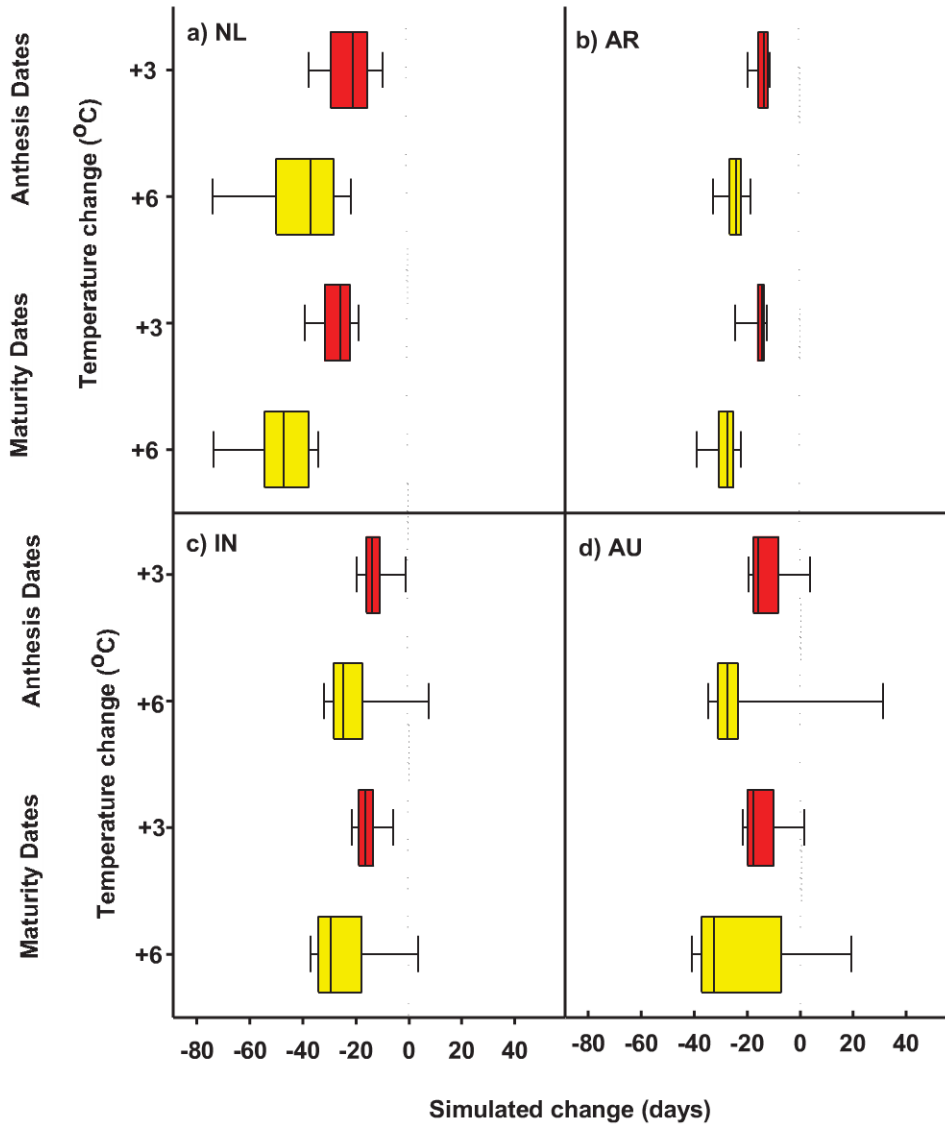 a) NL
b) AR
Anthesis Dates
Maturity Dates
Temperature change (°C)
+3
+6
+3
+6
c) IN
d) AU
Anthesis Dates
Maturity Dates
Temperature change (°C)
+3
+6
+3
+6
-80 -60 -40 -20 0 20 40
-80 -60 -40 -20 0 20 40
Simulated change (days)